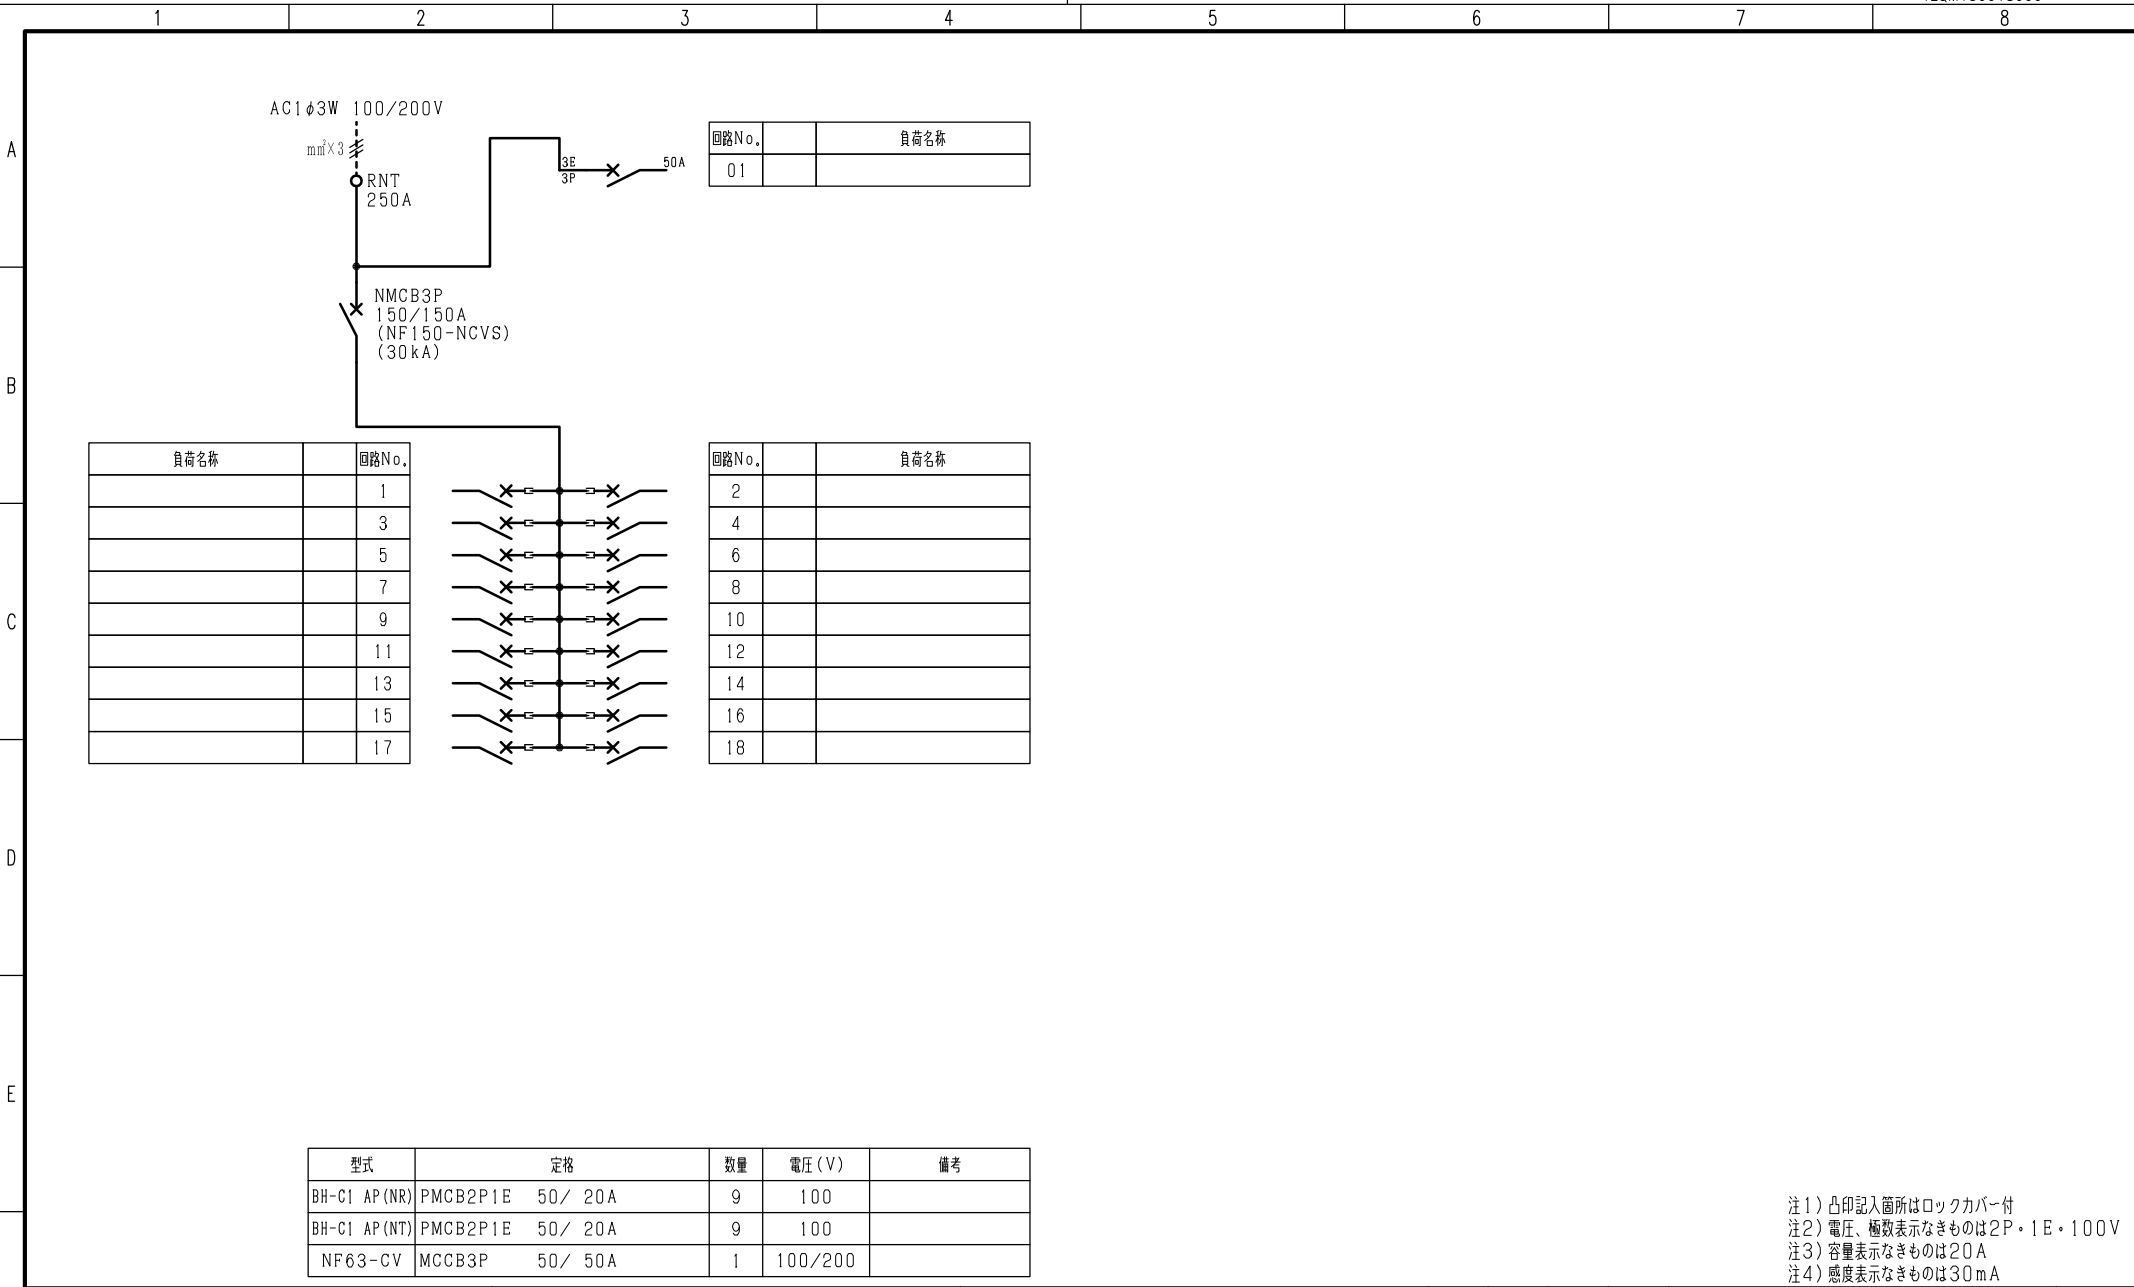 1 2 3 4 5 6 7 8
A
B
C
D
E
AC1φ3W 100/200V
mm²×3
RNT
250A
3E
3P
50A
回路No. 負荷名称
01
NMCB3P
150/150A
(NF150-NCVS)
(30kA)
負荷名称 回路No.
1
3
5
7
9
11
13
15
17
回路No. 負荷名称
2
4
6
8
10
12
14
16
18
型式 定格 数量 電圧(V) 備考
BH-C1 AP(NR) PMCB2P1E 50/ 20A 9 100
BH-C1 AP(NT) PMCB2P1E 50/ 20A 9 100
NF63-CV MCCB3P 50/ 50A 1 100/200
注1)凸印記入箇所はロックカバー付
注2)電圧、極数表示なきものは2P・1E・100V
注3)容量表示なきものは20A
注4)感度表示なきものは30mA